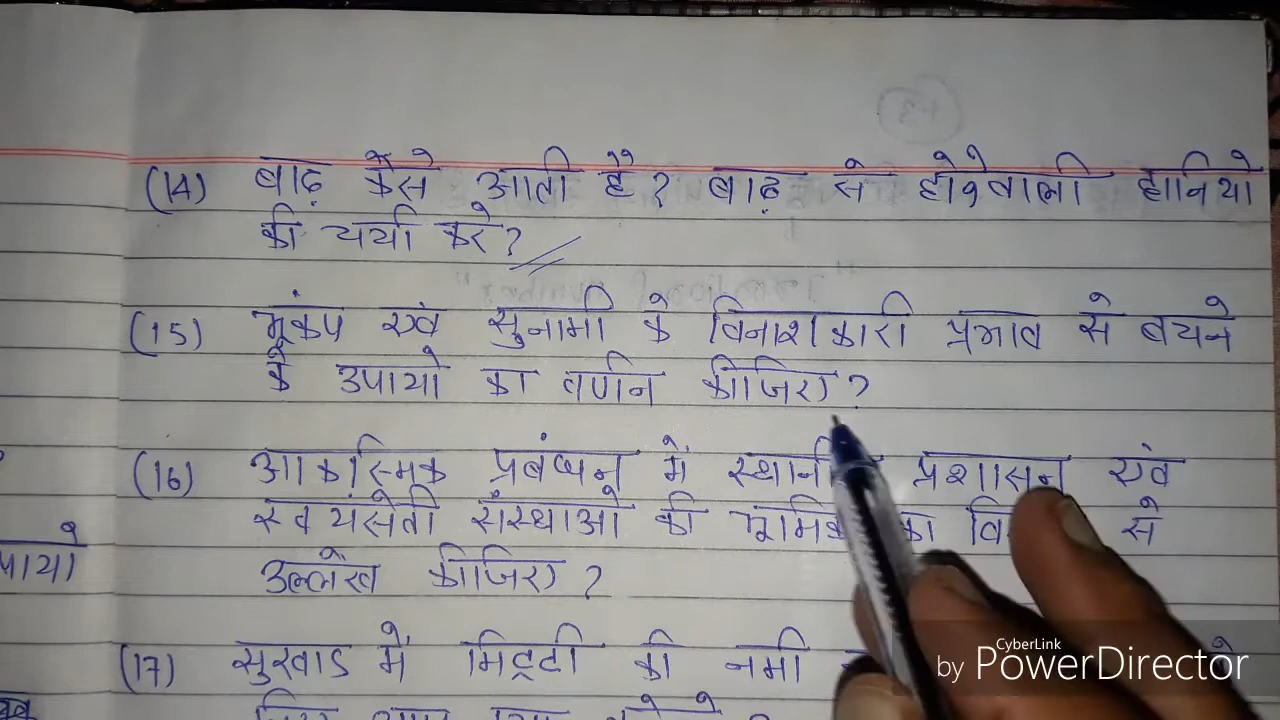 (14) बाढ़ कैसे आती है? बाढ़ से होनेवाली हानियो
की चर्चा करे?
(15) भूकंप एवं सुनामी के विनाशकारी प्रभाव से बचने
के उपायो का वर्णन कीजिए?
(16) आकस्मिक प्रबंधन में स्थानीय प्रशासन एवं
स्वयंसेवी संस्थाओ की भूमिका का से
उल्लेख कीजिए?
(17) सुखाड में मिट्टी की नमी
CyberLink
by PowerDirector